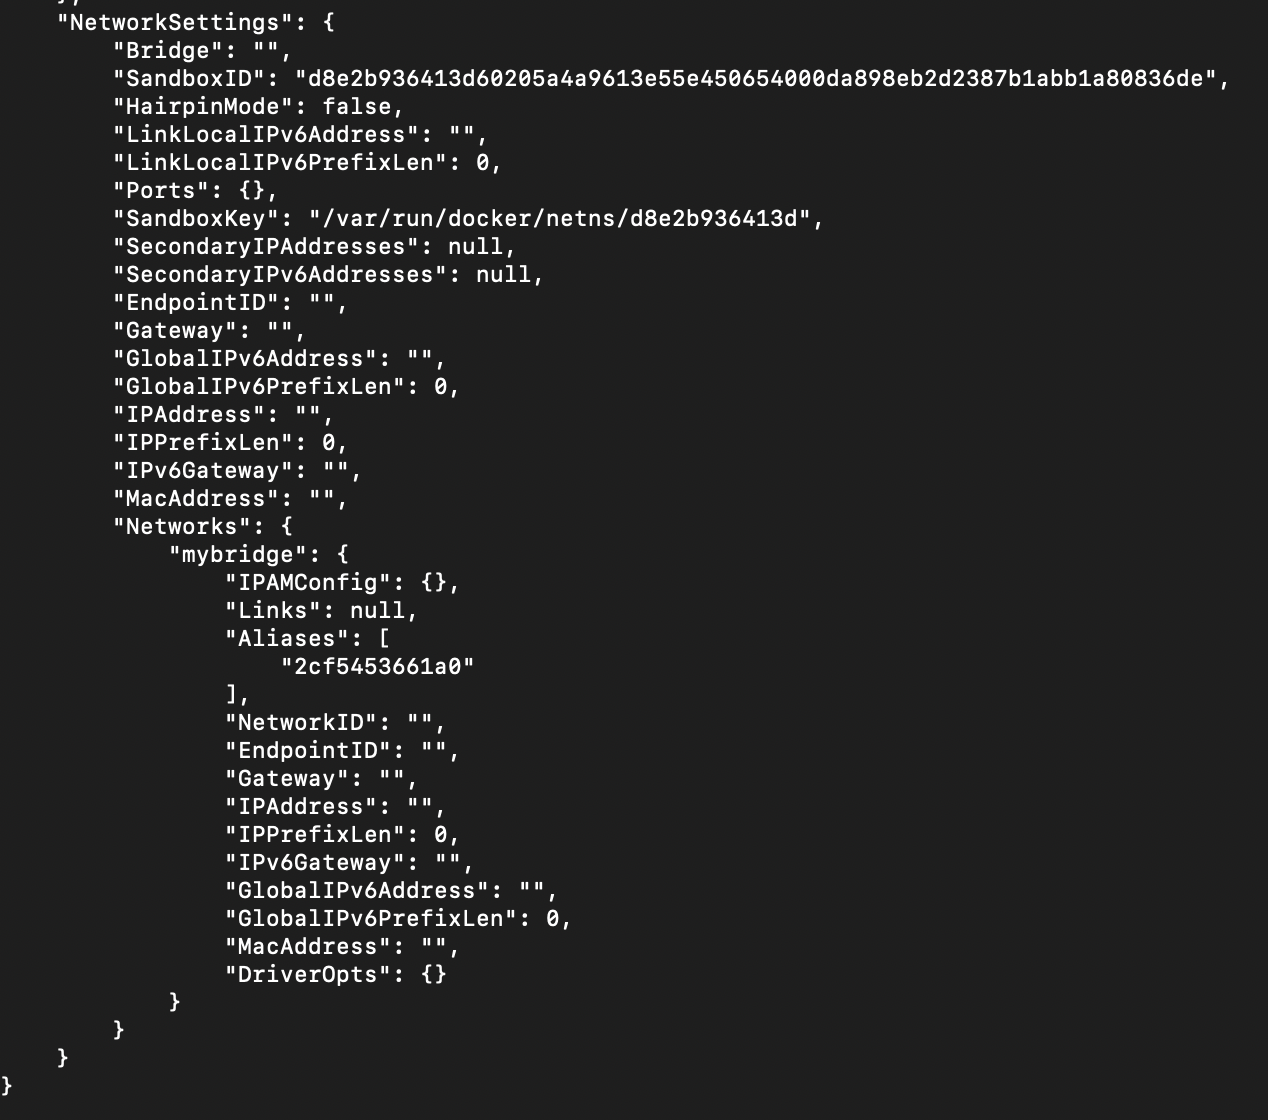 },
"NetworkSettings": {
"Bridge": "",
"SandboxID": "d8e2b936413d60205a4a9613e55e450654000da898eb2d2387b1abb1a80836de",
"HairpinMode": false,
"LinkLocalIPv6Address": "",
"LinkLocalIPv6PrefixLen": 0,
"Ports": {},
"SandboxKey": "/var/run/docker/netns/d8e2b936413d",
"SecondaryIPAddresses": null,
"SecondaryIPv6Addresses": null,
"EndpointID": "",
"Gateway": "",
"GlobalIPv6Address": "",
"GlobalIPv6PrefixLen": 0,
"IPAddress": "",
"IPPrefixLen": 0,
"IPv6Gateway": "",
"MacAddress": "",
"Networks": {
"mybridge": {
"IPAMConfig": {},
"Links": null,
"Aliases": [
"2cf5453661a0"
],
"NetworkID": "",
"EndpointID": "",
"Gateway": "",
"IPAddress": "",
"IPPrefixLen": 0,
"IPv6Gateway": "",
"GlobalIPv6Address": "",
"GlobalIPv6PrefixLen": 0,
"MacAddress": "",
"DriverOpts": {}
}
}
}
}